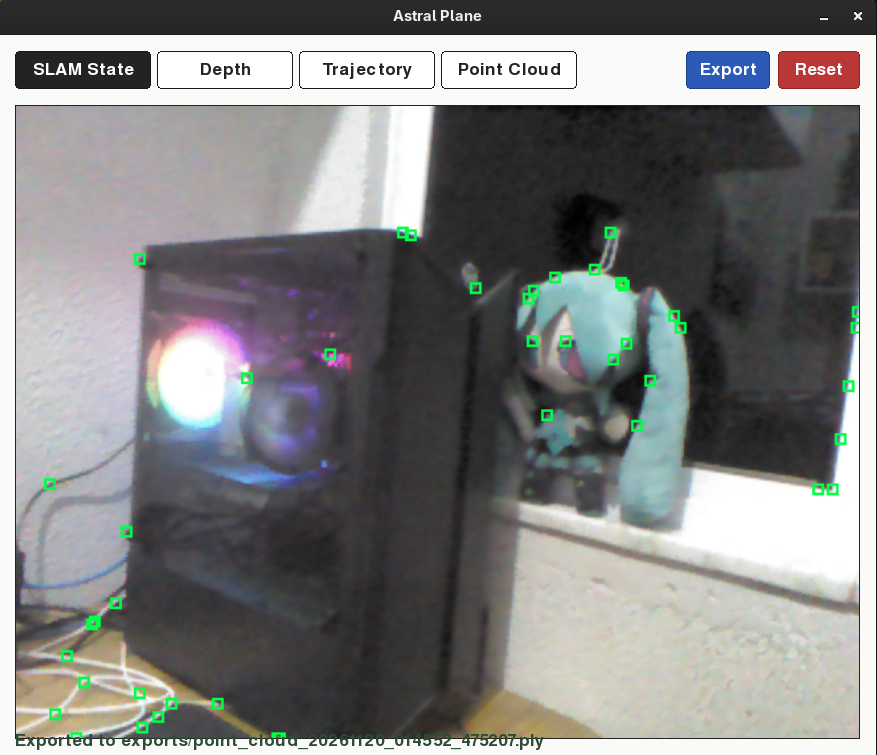 Astral Plane
SLAM State
Depth
Trajectory
Point Cloud
Export
Reset
Exported to exports/point_cloud_20261120_014552_475207.ply